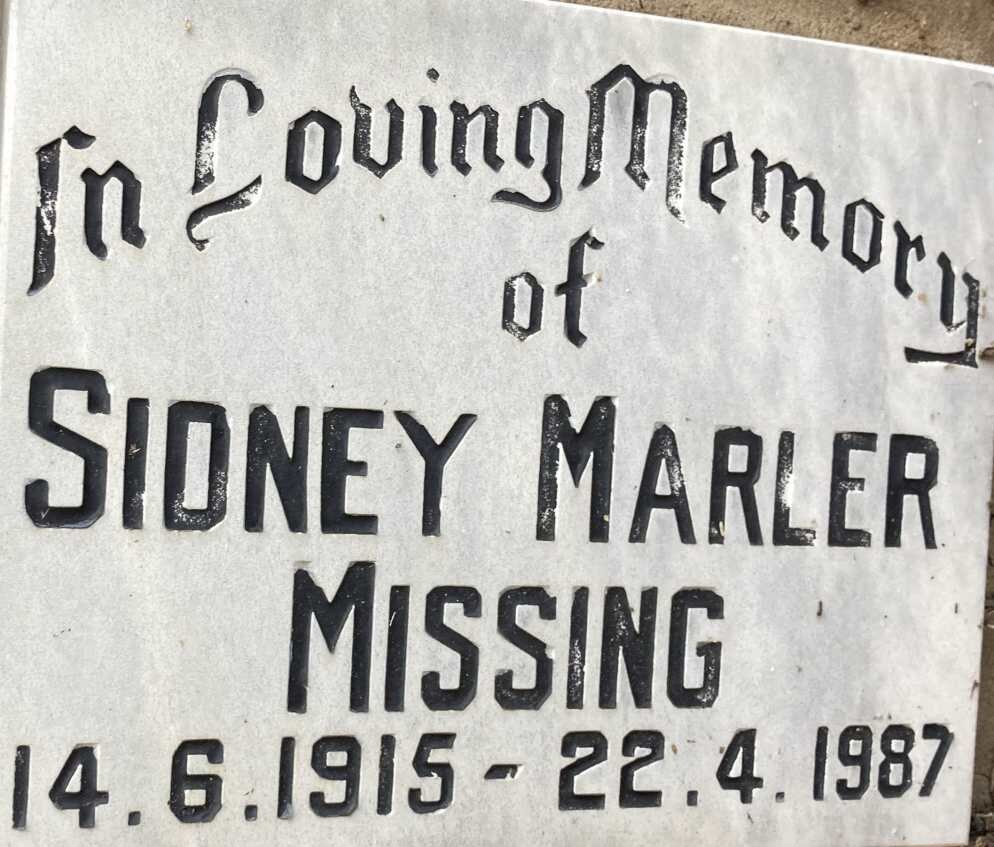 In Loving Memory
of
SIDNEY MARLER
MISSING
14.6.1915 - 22.4.1987